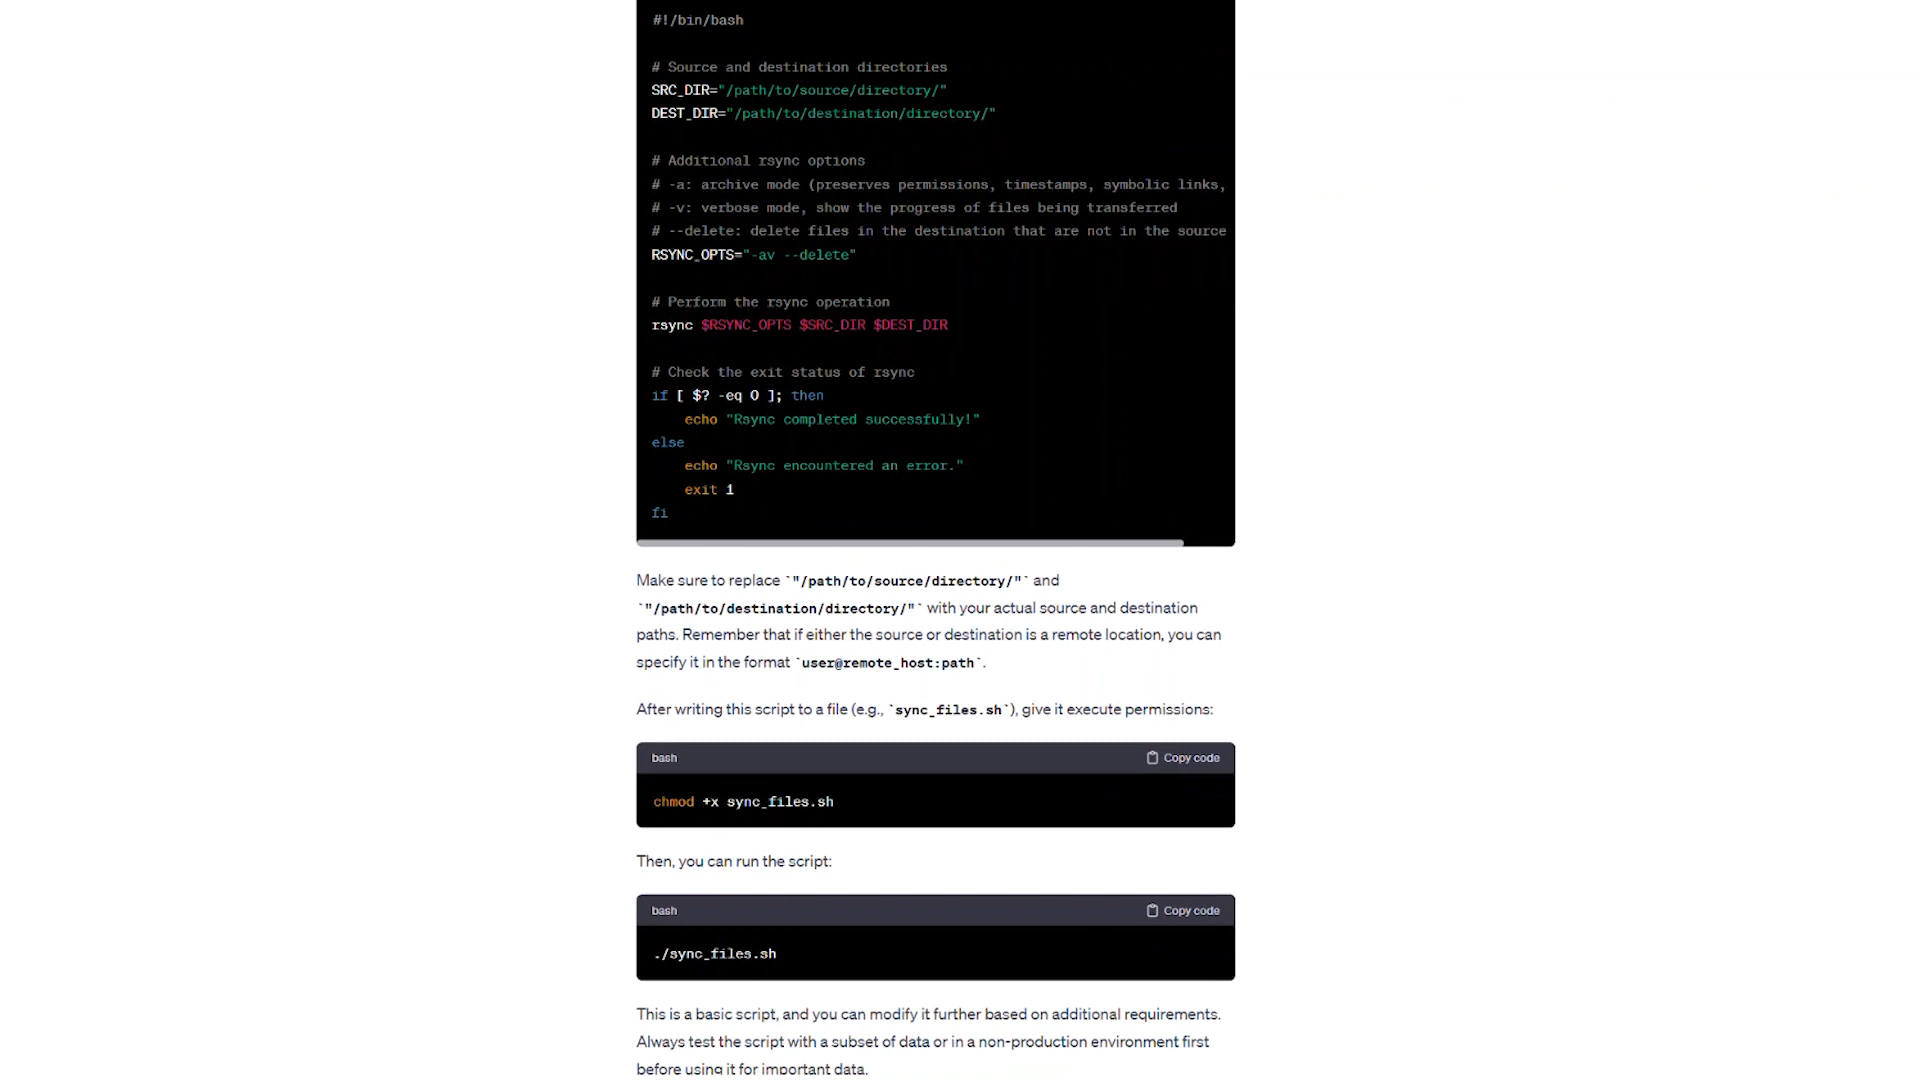 #!/bin/bash
# Source and destination directories
SRC_DIR="/path/to/source/directory/"
DEST_DIR="/path/to/destination/directory/"
# Additional rsync options
# -a: archive mode (preserves permissions, timestamps, symbolic links,
# -v: verbose mode, show the progress of files being transferred
# --delete: delete files in the destination that are not in the source
RSYNC_OPTS="-av --delete"
# Perform the rsync operation
rsync $RSYNC_OPTS $SRC_DIR $DEST_DIR
# Check the exit status of rsync
if [ $? -eq 0 ]; then
    echo "Rsync completed successfully!"
else
    echo "Rsync encountered an error."
    exit 1
fi
Make sure to replace `"/path/to/source/directory/"` and
`"/path/to/destination/directory/"` with your actual source and destination
paths. Remember that if either the source or destination is a remote location, you can
specify it in the format `user@remote_host:path`.
After writing this script to a file (e.g., `sync_files.sh`), give it execute permissions:
bash Copy code
chmod +x sync_files.sh
Then, you can run the script:
bash Copy code
./sync_files.sh
This is a basic script, and you can modify it further based on additional requirements.
Always test the script with a subset of data or in a non-production environment first
before using it for important data.